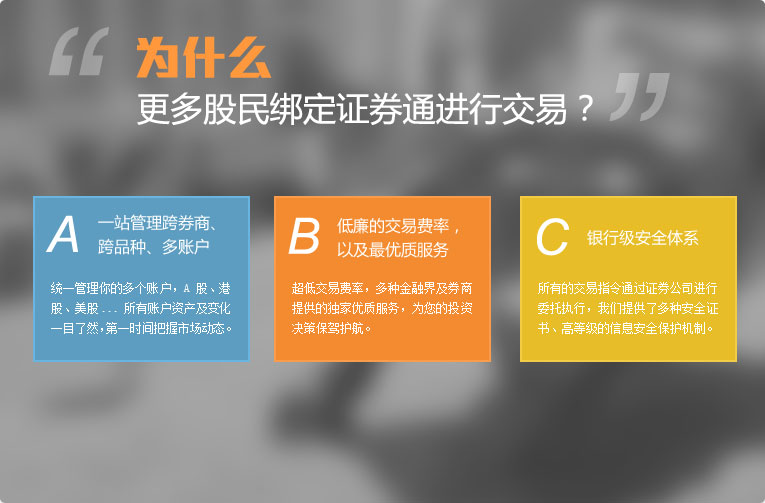 为什么
更多股民绑定证券通进行交易？
A
一站管理跨券商、
跨品种、多账户
统一管理你的多个账户，A 股、港
股、美股 ... 所有账户资产及变化
一目了然，第一时间把握市场动态。
B
低廉的交易费率，
以及最优质服务
超低交易费率，多种金融界及券商
提供的独家优质服务，为您的投资
决策保驾护航。
C
银行级安全体系
所有的交易指令通过证券公司进行
委托执行，我们提供了多种安全证
书、高等级的信息安全保护机制。